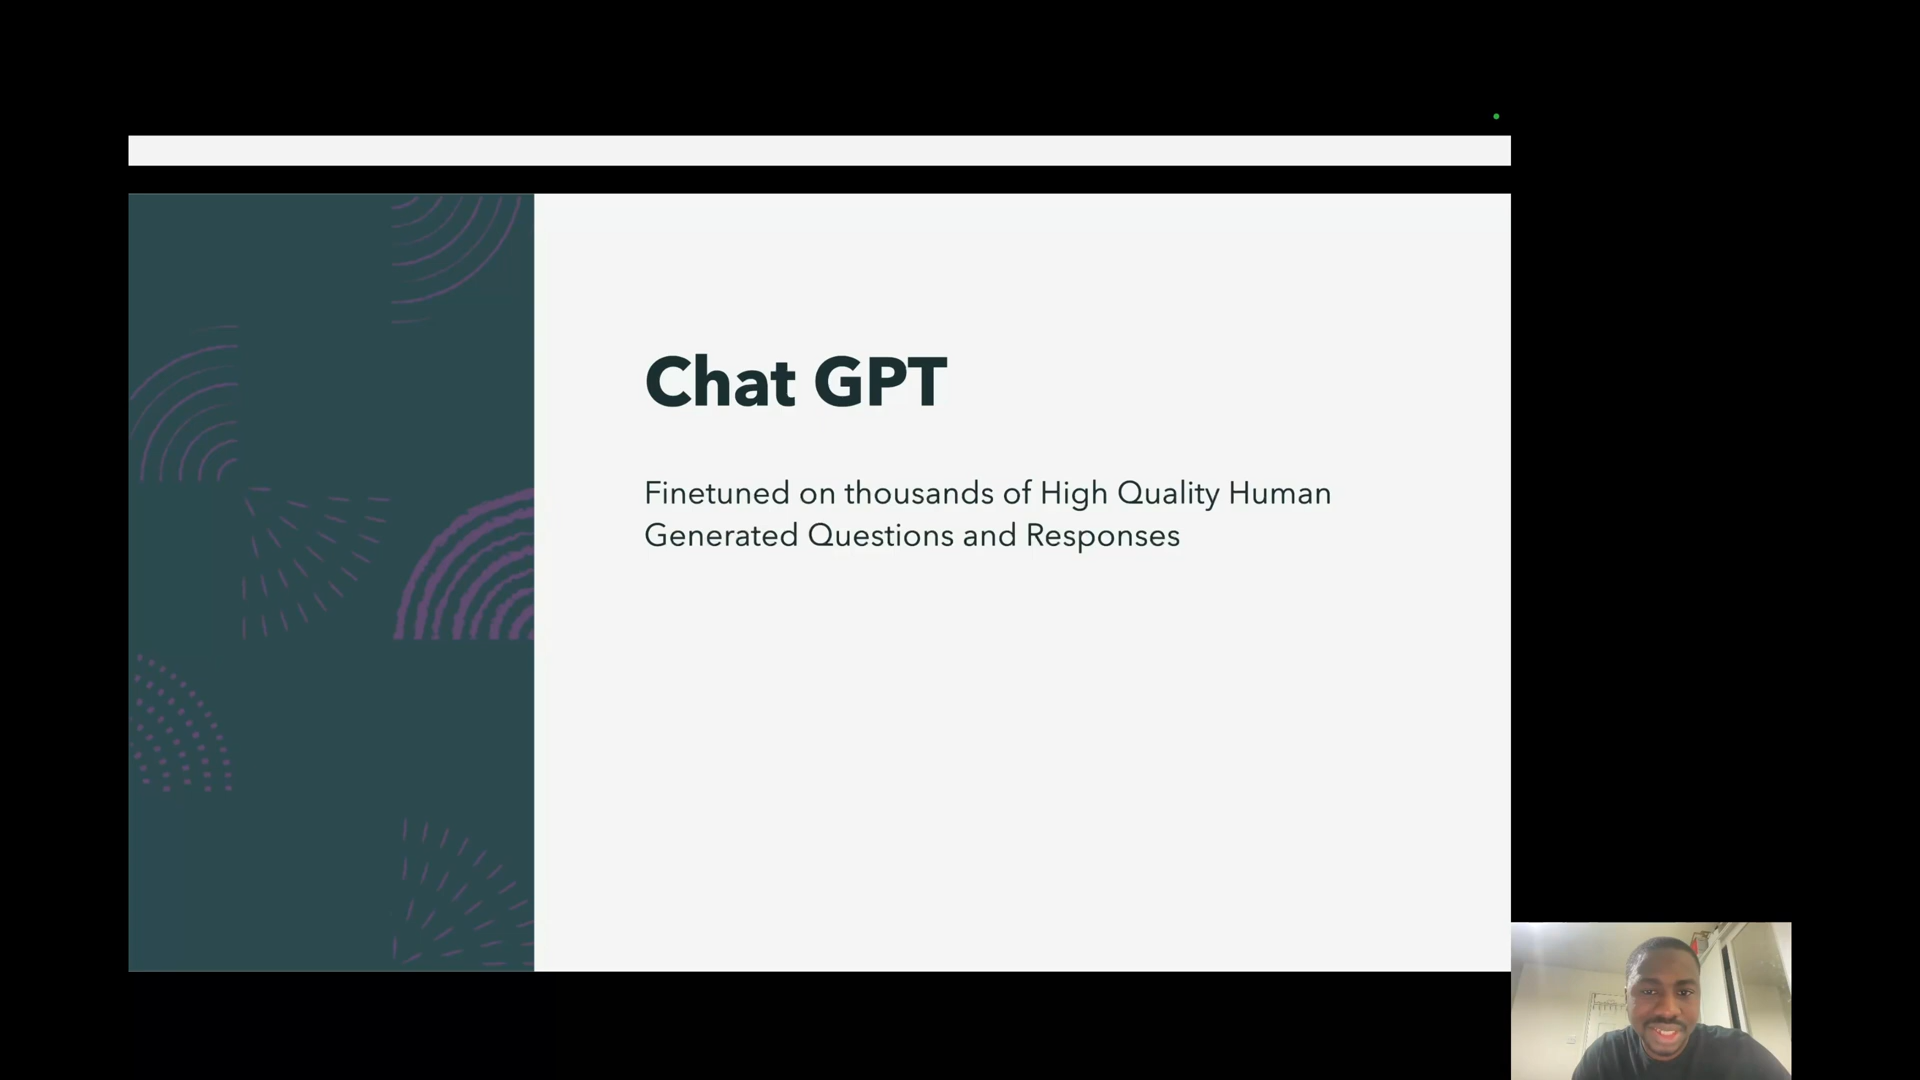 Chat GPT
Finetuned on thousands of High Quality Human
Generated Questions and Responses